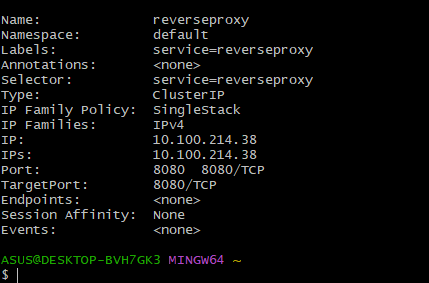 Name:              reverseproxy
Namespace:         default
Labels:            service=reverseproxy
Annotations:       <none>
Selector:          service=reverseproxy
Type:              ClusterIP
IP Family Policy:  SingleStack
IP Families:       IPv4
IP:                10.100.214.38
IPs:               10.100.214.38
Port:              8080  8080/TCP
TargetPort:        8080/TCP
Endpoints:         <none>
Session Affinity:  None
Events:            <none>
ASUS@DESKTOP-BVH7GK3 MINGW64 ~
$